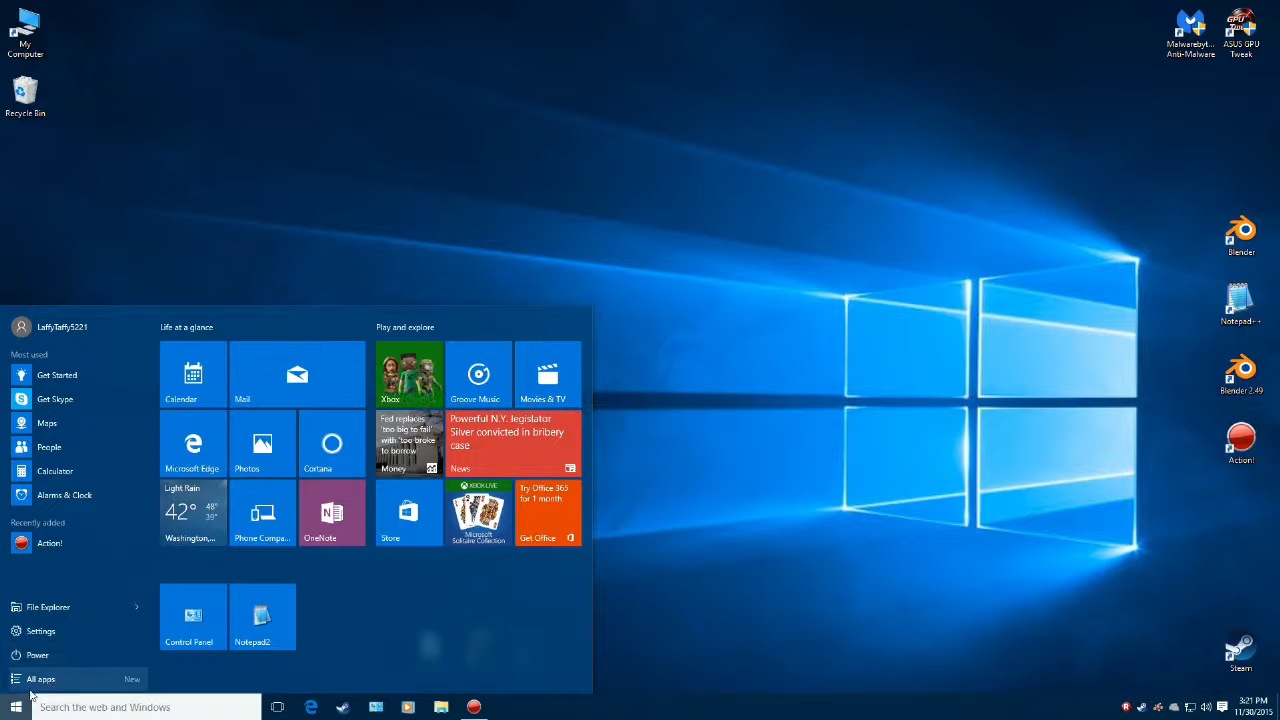 My
Computer
Recycle Bin
Malwareby...
Anti-Malware
GPU
ASUS GPU
Tweak
Blender
Notepad++
Blender 2.49
Action!
Steam
LaffyTaffy5221
Most used
Get Started
Get Skype
Maps
People
Calculator
Alarms & Clock
Recently added
Action!
File Explorer
Settings
Power
All apps
New
Life at a glance
Calendar
Mail
Microsoft Edge
Photos
Cortana
Light Rain
42°
48°
39°
Washington,...
Phone Compa...
N
OneNote
Control Panel
Notepad2
Play and explore
Xbox
Groove Music
Movies & TV
Fed replaces
'too big to fail'
with 'too broke
to borrow
Money
Powerful N.Y. legislator
Silver convicted in bribery
case
News
Store
XBOX LIVE
Microsoft
Solitaire Collection
Try Office 365
for 1 month
Get Office
Search the web and Windows
3:21 PM
11/30/2015